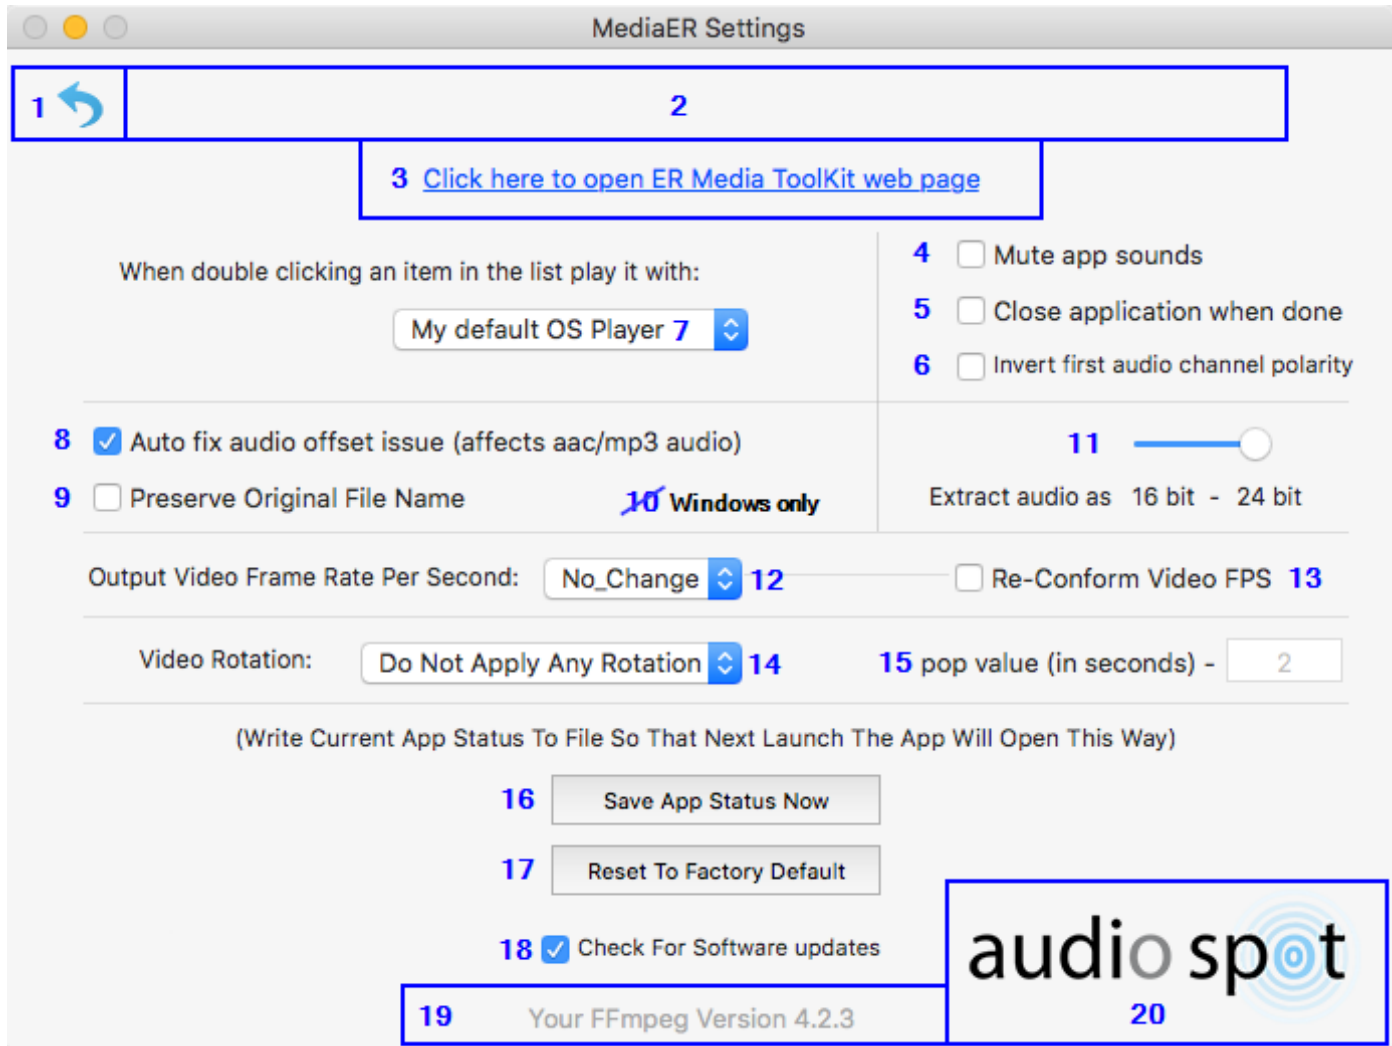 MediaER Settings
1
2
3 Click here to open ER Media ToolKit web page
When double clicking an item in the list play it with:
My default OS Player 7
4 Mute app sounds
5 Close application when done
6 Invert first audio channel polarity
8 Auto fix audio offset issue (affects aac/mp3 audio)
9 Preserve Original File Name
10 Windows only
11
Extract audio as 16 bit - 24 bit
Output Video Frame Rate Per Second: No_Change 12 Re-Conform Video FPS 13
Video Rotation: Do Not Apply Any Rotation 14 15 pop value (in seconds) - 2
(Write Current App Status To File So That Next Launch The App Will Open This Way)
16 Save App Status Now
17 Reset To Factory Default
18 Check For Software updates
19 Your FFmpeg Version 4.2.3
audio spot
20